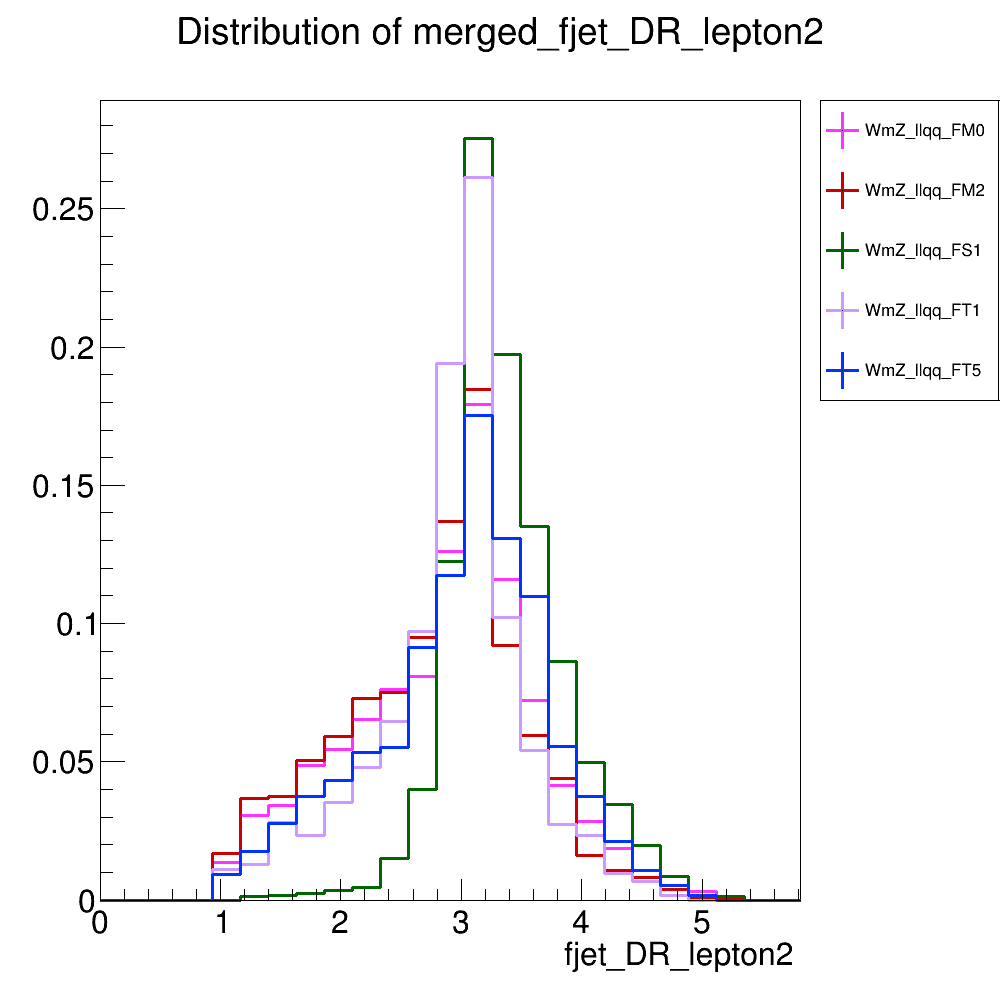 Distribution of merged_fjet_DR_lepton2
WmZ_llqq_FM0
WmZ_llqq_FM2
WmZ_llqq_FS1
WmZ_llqq_FT1
WmZ_llqq_FT5
0.25
0.2
0.15
0.1
0.05
0
0 1 2 3 4 5
fjet_DR_lepton2